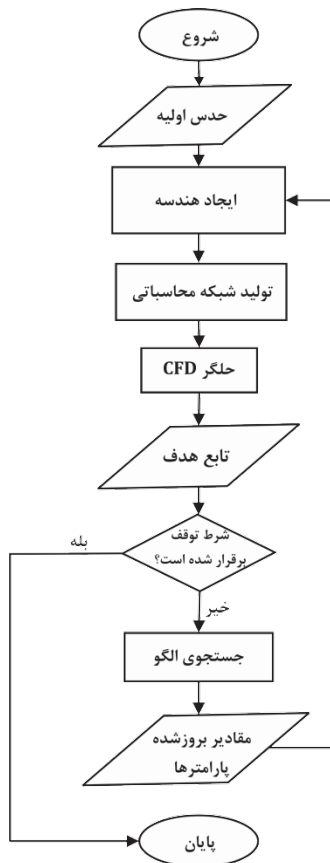 شروع
حدس اولیه
ایجاد هندسه
تولید شبکه محاسباتی
حلگر CFD
تابع هدف
شرط توقف
برقرار شده است؟
بله
خیر
جستجوی الگو
مقادیر بروزشده
پارامترها
پایان